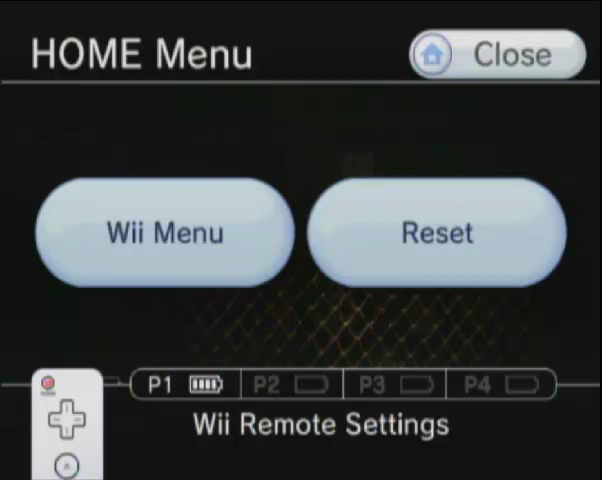 HOME Menu
Close
Wii Menu
Reset
P1
P2
P3
P4
Wii Remote Settings
A